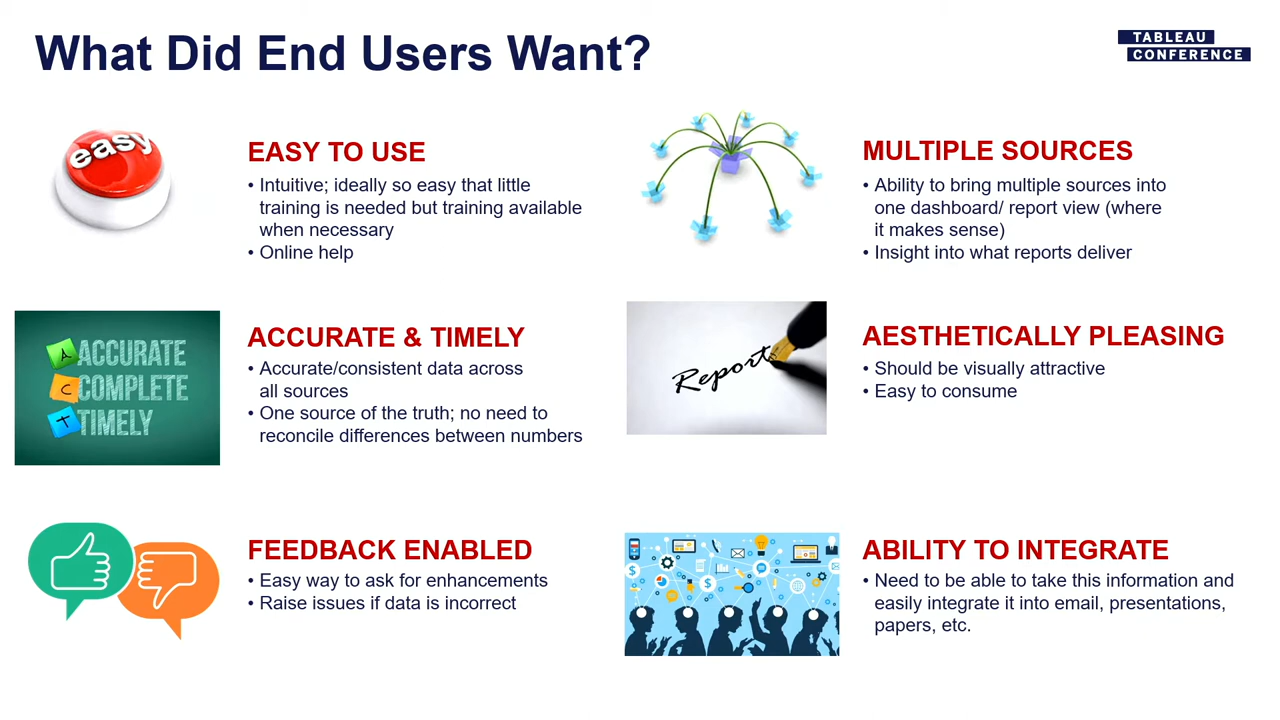 What Did End Users Want?
TABLEAU
CONFERENCE
easy
EASY TO USE
• Intuitive; ideally so easy that little
training is needed but training available
when necessary
• Online help
MULTIPLE SOURCES
• Ability to bring multiple sources into
one dashboard/ report view (where
it makes sense)
• Insight into what reports deliver
A ACCURATE
C COMPLETE
T TIMELY
ACCURATE & TIMELY
• Accurate/consistent data across
all sources
• One source of the truth; no need to
reconcile differences between numbers
Report
AESTHETICALLY PLEASING
• Should be visually attractive
• Easy to consume
FEEDBACK ENABLED
• Easy way to ask for enhancements
• Raise issues if data is incorrect
ABILITY TO INTEGRATE
• Need to be able to take this information and
easily integrate it into email, presentations,
papers, etc.